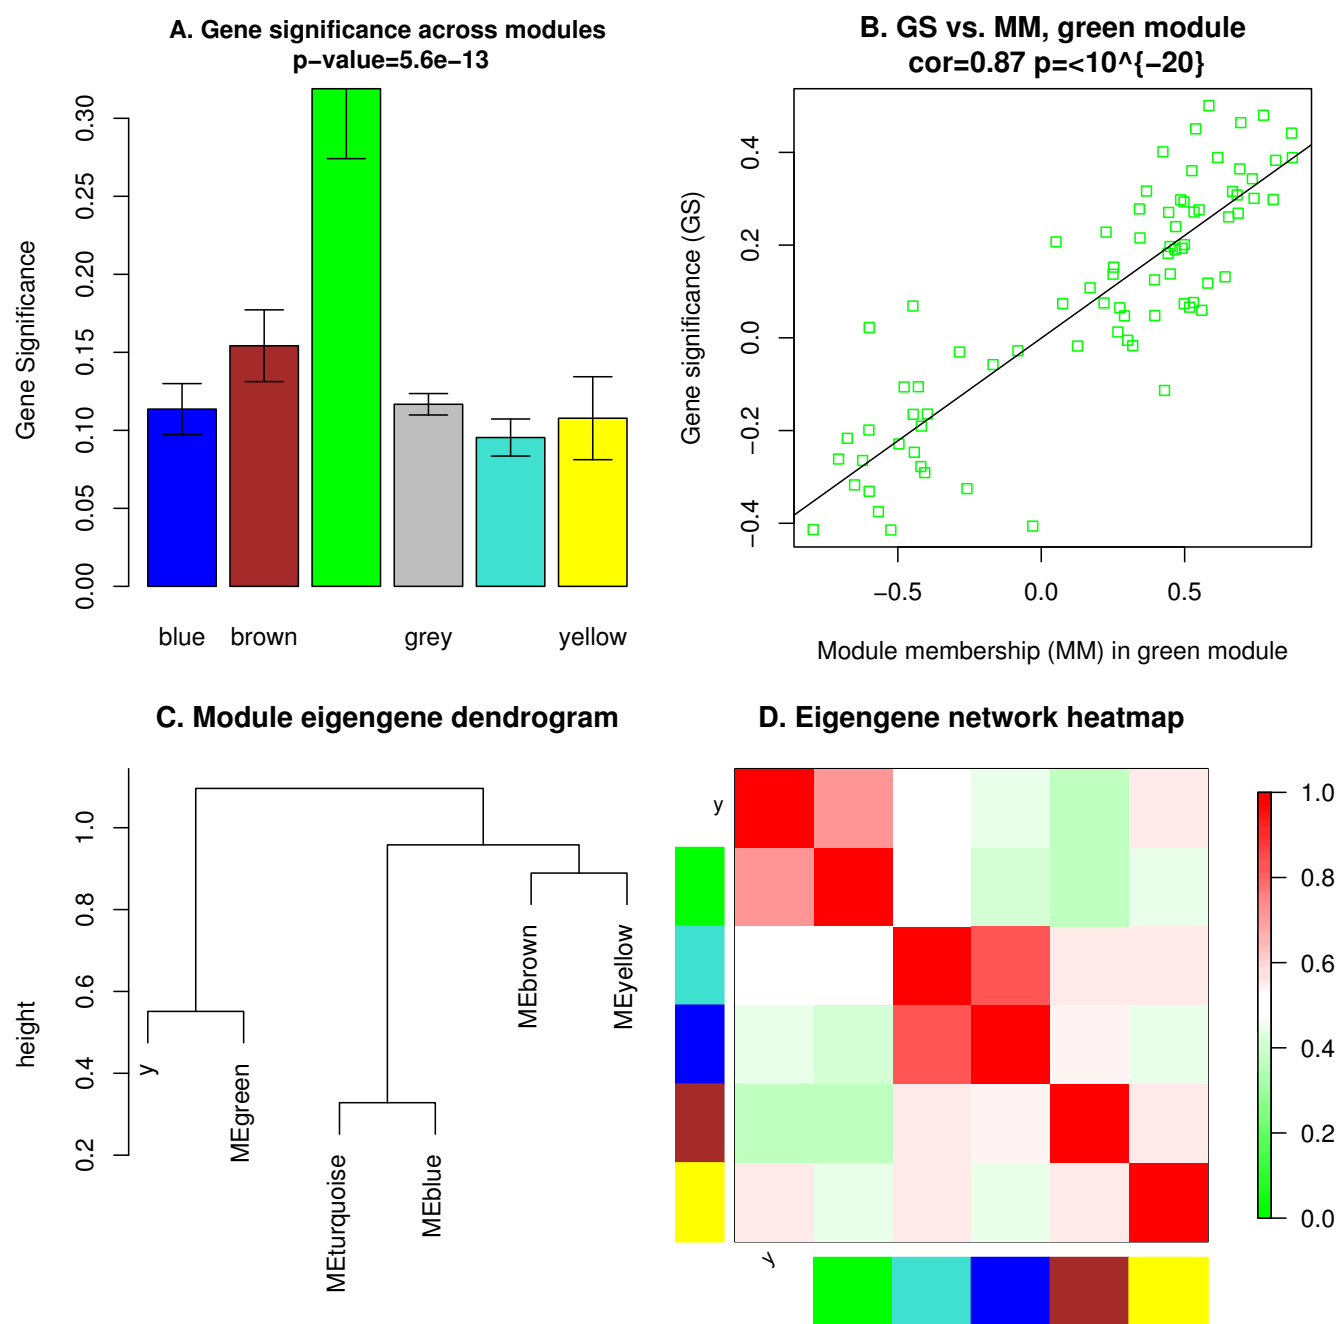 A. Gene significance across modules
p−value=5.6e−13
Gene Significance
0.00 0.05 0.10 0.15 0.20 0.25 0.30
blue brown grey yellow
B. GS vs. MM, green module
cor=0.87 p=<10^{−20}
Gene significance (GS)
−0.4 −0.2 0.0 0.2 0.4
−0.5 0.0 0.5
Module membership (MM) in green module
C. Module eigengene dendrogram
height
0.2 0.4 0.6 0.8 1.0
y
MEgreen
MEturquoise
MEblue
MEbrown
MEyellow
D. Eigengene network heatmap
y
y
1.0
0.8
0.6
0.4
0.2
0.0